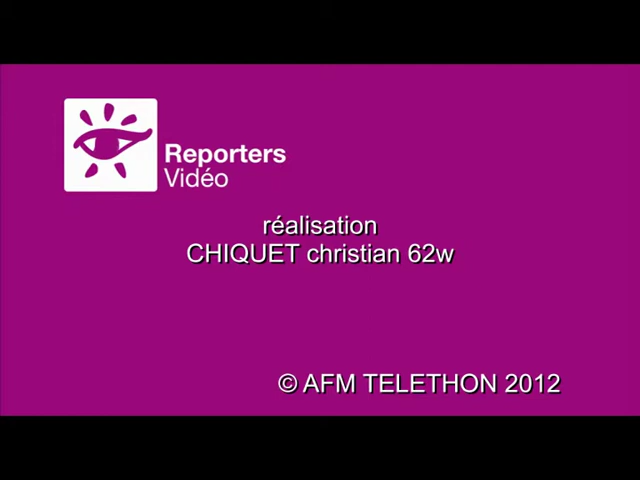 Reporters
Vidéo
réalisation
CHIQUET christian 62w
© AFM TELETHON 2012